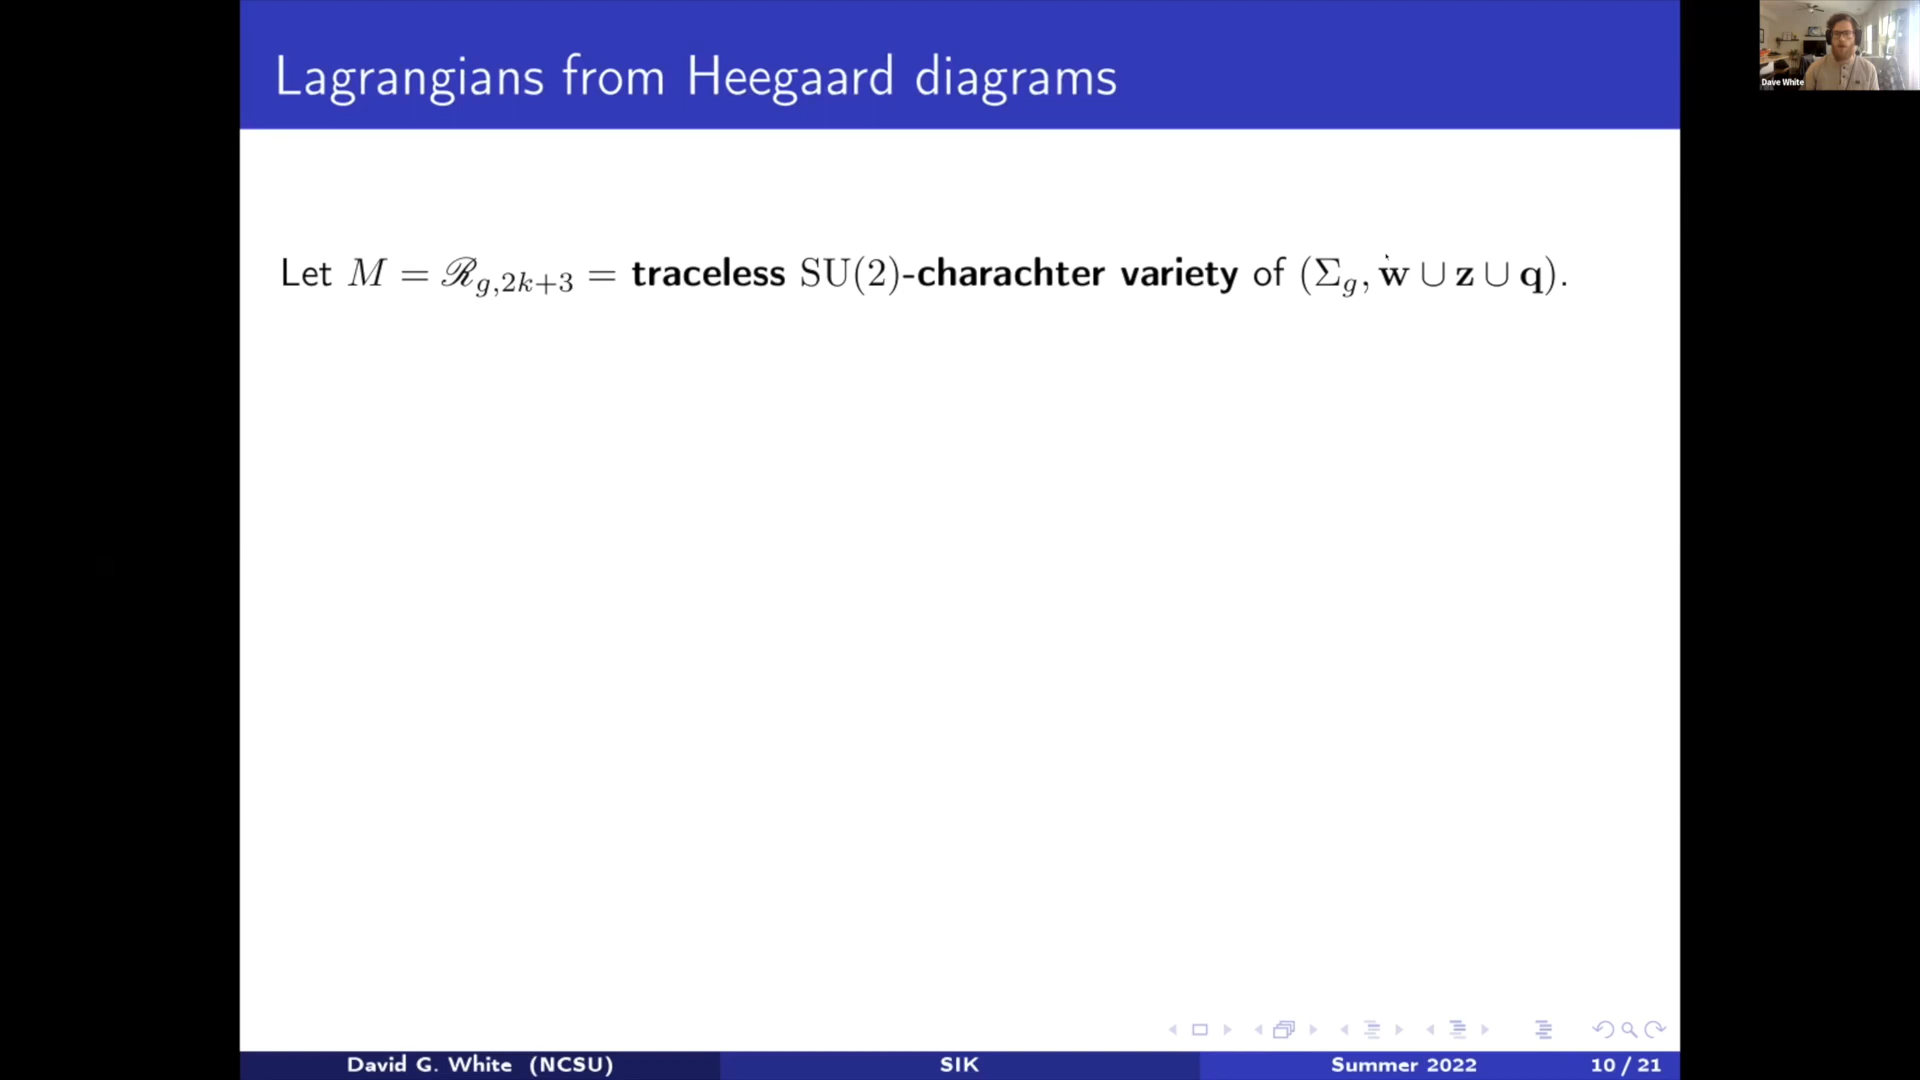 Lagrangians from Heegaard diagrams
Dave White
Let M = ℛ_{g,2k+3} = traceless SU(2)-charachter variety of (Σ_g, w ∪ z ∪ q).
David G. White (NCSU) SIK Summer 2022 10 / 21